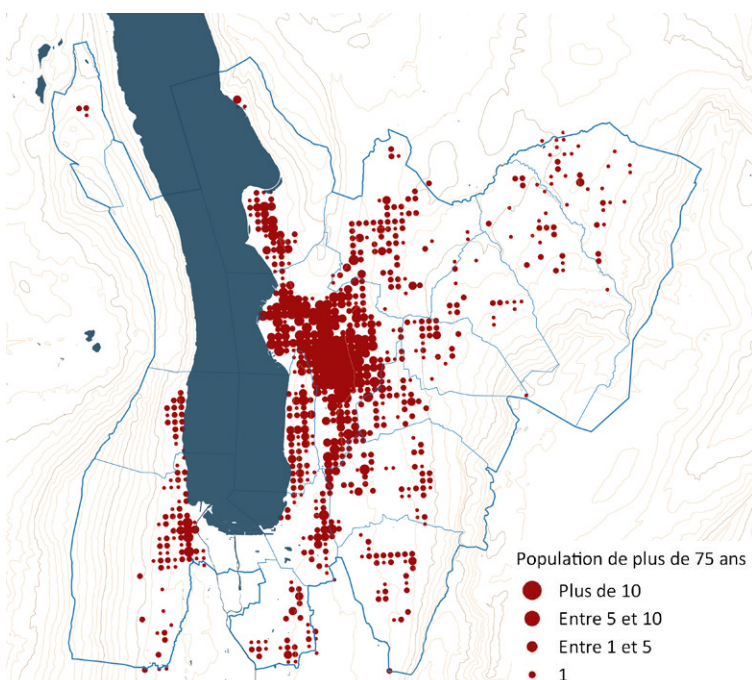 Population de plus de 75 ans
Plus de 10
Entre 5 et 10
Entre 1 et 5
1